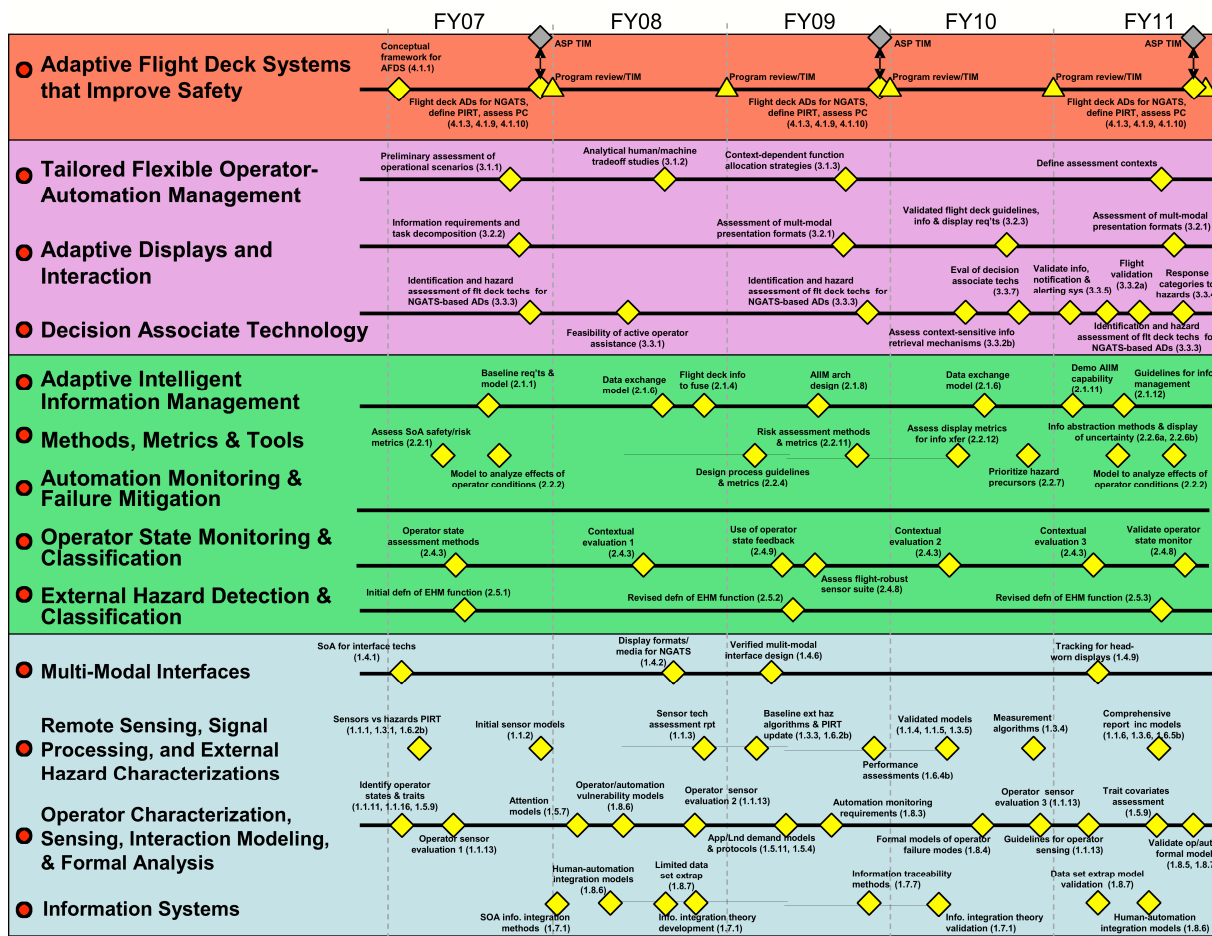 FY07 FY08 FY09 FY10 FY11
Adaptive Flight Deck Systems
that Improve Safety
Conceptual
framework for
AFDS (4.1.1)
ASP TIM
Program review/TIM
Flight deck ADs for NGATS,
define PIRT, assess PC
(4.1.3, 4.1.9, 4.1.10)
Program review/TIM
ASP TIM
Program review/TIM
Flight deck ADs for NGATS,
define PIRT, assess PC
(4.1.3, 4.1.9, 4.1.10)
Program review/TIM
ASP TIM
Flight deck ADs for NGATS,
define PIRT, assess PC
(4.1.3, 4.1.9, 4.1.10)
Tailored Flexible Operator-
Automation Management
Preliminary assessment of
operational scenarios (3.1.1)
Analytical human/machine
tradeoff studies (3.1.2)
Context-dependent function
allocation strategies (3.1.3)
Define assessment contexts
Adaptive Displays and
Interaction
Information requirements and
task decomposition (3.2.2)
Assessment of mult-modal
presentation formats (3.2.1)
Validated flight deck guidelines,
info & display req'ts (3.2.3)
Assessment of mult-modal
presentation formats (3.2.1)
Decision Associate Technology
Identification and hazard
assessment of flt deck techs for
NGATS-based ADs (3.3.3)
Feasibility of active operator
assistance (3.3.1)
Identification and hazard
assessment of flt deck techs for
NGATS-based ADs (3.3.3)
Assess context-sensitive info
retrieval mechanisms (3.3.2b)
Eval of decision
associate techs
(3.3.7)
Validate info,
notification &
alerting sys (3.3.5)
Flight
validation
(3.3.2a)
Response
categories to
hazards (3.3.4
Identification and hazard
assessment of flt deck techs fo
NGATS-based ADs (3.3.3)
Adaptive Intelligent
Information Management
Baseline req'ts &
model (2.1.1)
Data exchange
model (2.1.6)
Flight deck info
to fuse (2.1.4)
AIIM arch
design (2.1.8)
Data exchange
model (2.1.6)
Demo AIIM
capability
(2.1.11)
Guidelines for info
management
(2.1.12)
Methods, Metrics & Tools
Assess SoA safety/risk
metrics (2.2.1)
Model to analyze effects of
operator conditions (2.2.2)
Design process guidelines
& metrics (2.2.4)
Risk assessment methods
& metrics (2.2.11)
Assess display metrics
for info xfer (2.2.12)
Prioritize hazard
precursors (2.2.7)
Info abstraction methods & display
of uncertainty (2.2.6a, 2.2.6b)
Model to analyze effects of
operator conditions (2.2.2)
Automation Monitoring &
Failure Mitigation
Operator State Monitoring &
Classification
Operator state
assessment methods
(2.4.3)
Contextual
evaluation 1
(2.4.3)
Use of operator
state feedback
(2.4.9)
Assess flight-robust
sensor suite (2.4.8)
Contextual
evaluation 2
(2.4.3)
Contextual
evaluation 3
(2.4.3)
Validate operator
state monitor
(2.4.8)
External Hazard Detection &
Classification
Initial defn of EHM function (2.5.1)
Revised defn of EHM function (2.5.2)
Revised defn of EHM function (2.5.3)
Multi-Modal Interfaces
SoA for interface techs
(1.4.1)
Display formats/
media for NGATS
(1.4.2)
Verified mulit-modal
interface design (1.4.6)
Tracking for head-
worn displays (1.4.9)
Remote Sensing, Signal
Processing, and External
Hazard Characterizations
Sensors vs hazards PIRT
(1.1.1, 1.3.1, 1.6.2b)
Initial sensor models
(1.1.2)
Sensor tech
assessment rpt
(1.1.3)
Baseline ext haz
algorithms & PIRT
update (1.3.3, 1.6.2b)
Performance
assessments (1.6.4b)
Validated models
(1.1.4, 1.1.5, 1.3.5)
Measurement
algorithms (1.3.4)
Comprehensive
report inc models
(1.1.6, 1.3.6, 1.6.5b)
Operator Characterization,
Sensing, Interaction Modeling,
& Formal Analysis
Identify operator
states & traits
(1.1.11, 1.1.16, 1.5.9)
Operator sensor
evaluation 1 (1.1.13)
Attention
models (1.5.7)
Operator/automation
vulnerability models
(1.8.6)
Operator sensor
evaluation 2 (1.1.13)
App/Lnd demand models
& protocols (1.5.11, 1.5.4)
Automation monitoring
requirements (1.8.3)
Formal models of operator
failure modes (1.8.4)
Operator sensor
evaluation 3 (1.1.13)
Guidelines for operator
sensing (1.1.13)
Trait covariates
assessment
(1.5.9)
Validate op/aut
formal model
(1.8.5, 1.8.7
Information Systems
SOA info. integration
methods (1.7.1)
Human-automation
integration models
(1.8.6)
Limited data
set extrap
(1.8.7)
Info. integration theory
development (1.7.1)
Information traceability
methods (1.7.7)
Info. integration theory
validation (1.7.1)
Data set extrap model
validation (1.8.7)
Human-automation
integration models (1.8.6)